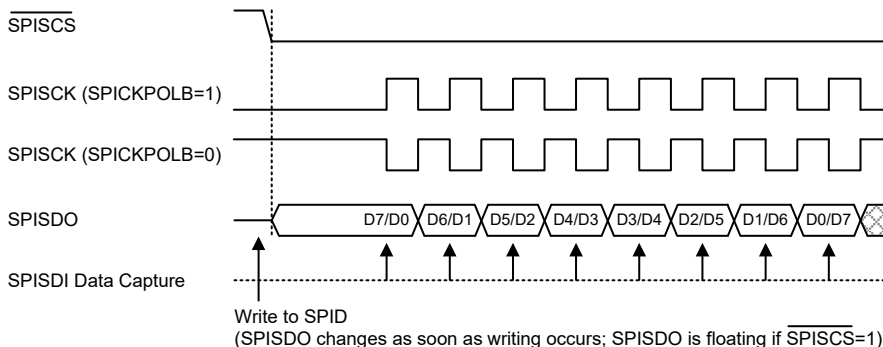 SPISCS
SPISCK (SPICKPOLB=1)
SPISCK (SPICKPOLB=0)
SPISDO D7/D0 D6/D1 D5/D2 D4/D3 D3/D4 D2/D5 D1/D6 D0/D7
SPISDI Data Capture
Write to SPID
(SPISDO changes as soon as writing occurs; SPISDO is floating if SPISCS=1)